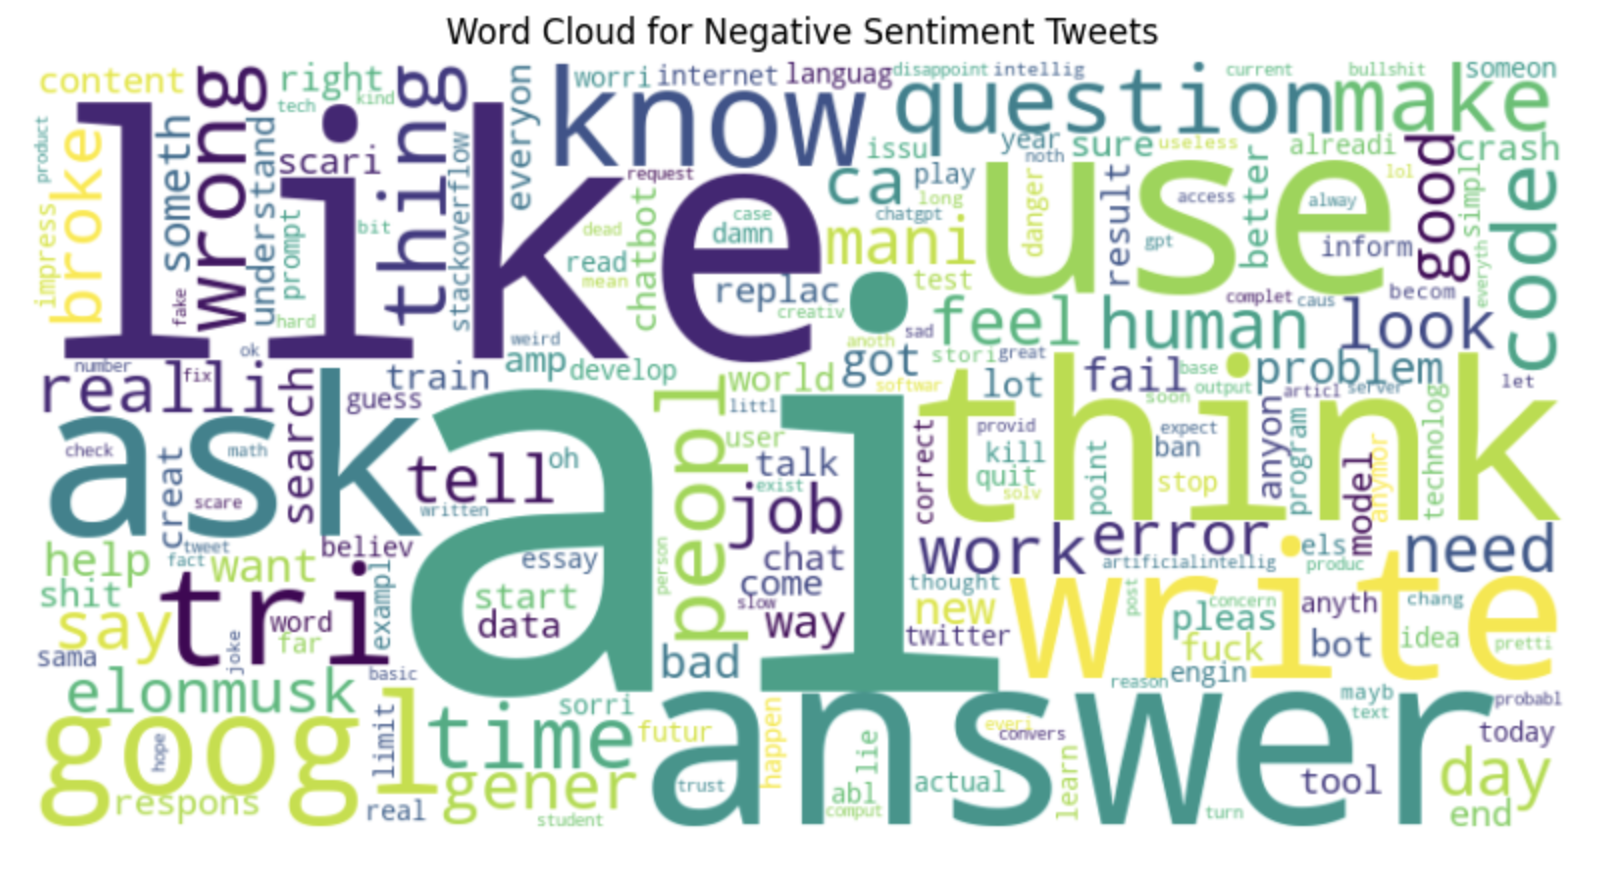 Word Cloud for Negative Sentiment Tweets
content
wrong
right
tech
kind
thing
everyon
know
worri
internet
languag
disappoint
intellig
question
current
bullshit
make
someon
product
broke
someth
understand
scari
like
stackoverflow
request
issu
year
noth
sure
useless
alreadi
good
crash
lol
simpl
code
impress
fake
prompt
bit
hard
dead
read
mean
chatbot
case
damn
ca
play
long
chatgpt
mani
danger
use
result
access
gpt
better
alway
inform
everyth
replac
creativ
test
complet
caus
becom
number
ok
weird
sad
anoth
feel
human
look
realli
fix
search
train
guess
amp
develop
world
got
stori
great
softwar
lot
fail
base
output
problem
soon
articl
server
let
ask
check
math
creat
scare
tell
oh
written
ai
peopl
littl
user
talk
exist
job
correct
think
provid
kill
quit
solv
point
expect
ban
stop
anyon
program
model
anymor
technolog
help
tweet
fact
want
believ
exampl
essay
person
chat
come
slow
work
error
artificialintellig
els
produc
need
shit
say
tri
word
far
start
data
way
thought
new
twitter
write
post
concern
pleas
fuck
anyth
chang
bot
idea
pretti
sama
joke
basic
bad
reason
engin
elonmusk
limit
sorri
answer
everi
convers
mayb
text
probabl
googl
hope
time
futur
happen
lie
today
respons
real
gener
student
trust
abl
comput
actual
learn
turn
tool
day
end